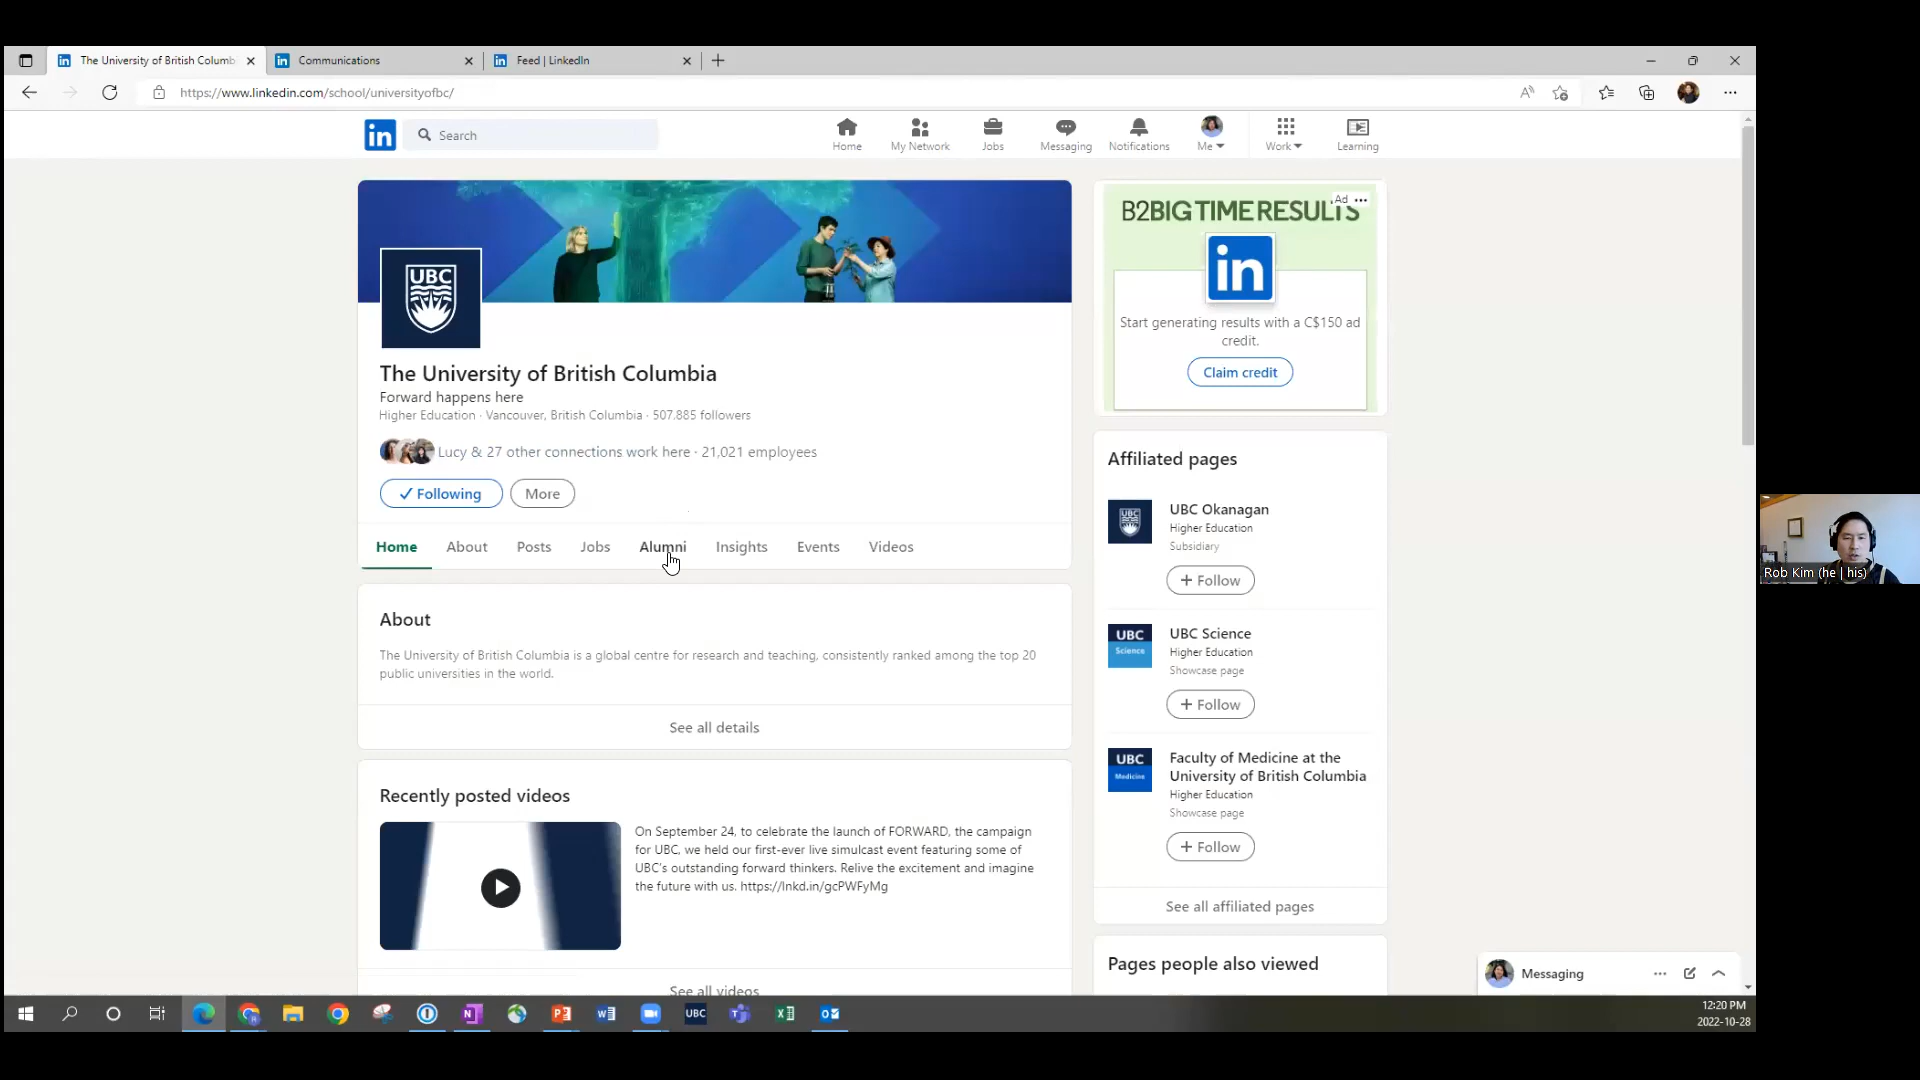 The University of British Columb
Communications
Feed | LinkedIn
https://www.linkedin.com/school/universityofbc/
in
Search
Home
My Network
Jobs
Messaging
Notifications
Me
Work
Learning
UBC
The University of British Columbia
Forward happens here
Higher Education · Vancouver, British Columbia · 507,885 followers
Lucy & 27 other connections work here · 21,021 employees
✓ Following
More
Home
About
Posts
Jobs
Alumni
Insights
Events
Videos
About
The University of British Columbia is a global centre for research and teaching, consistently ranked among the top 20
public universities in the world.
See all details
Recently posted videos
On September 24, to celebrate the launch of FORWARD, the campaign
for UBC, we held our first-ever live simulcast event featuring some of
UBC's outstanding forward thinkers. Relive the excitement and imagine
the future with us. https://lnkd.in/gcPWFyMg
See all videos
Ad
B2BIG TIME RESULTS
in
Start generating results with a C$150 ad
credit.
Claim credit
Affiliated pages
UBC Okanagan
Higher Education
Subsidiary
+ Follow
UBC
Science
UBC Science
Higher Education
Showcase page
+ Follow
UBC
Medicine
Faculty of Medicine at the
University of British Columbia
Higher Education
Showcase page
+ Follow
See all affiliated pages
Pages people also viewed
Messaging
Rob Kim (he | his)
UBC
12:20 PM
2022-10-28